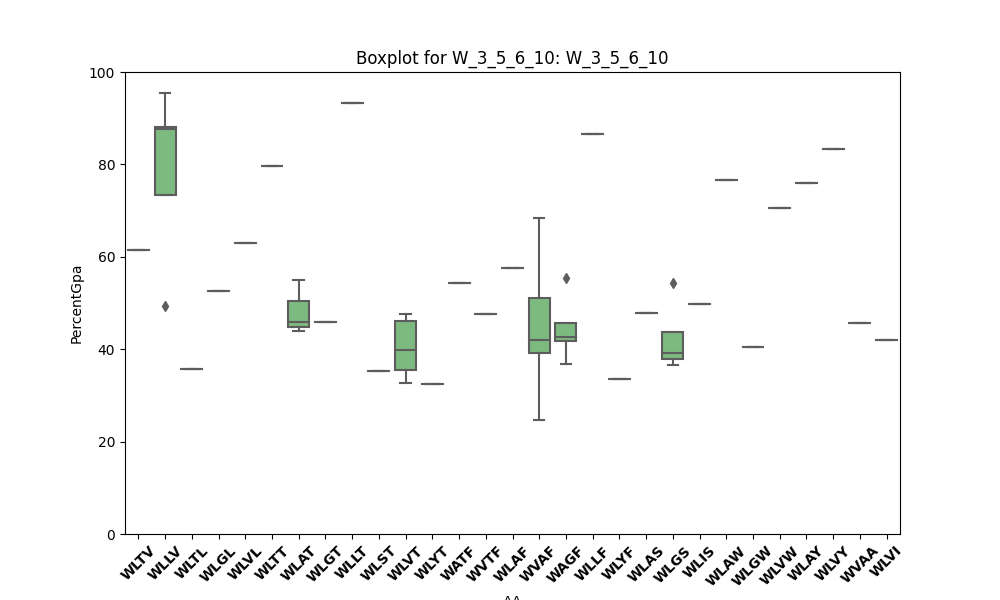 Boxplot for W_3_5_6_10: W_3_5_6_10
PercentGpa
100
80
60
40
20
0
WLTV WLLV WLTL WLGL WLVL WLTT WLAT WLGT WLLT WLST WLVT WLYT WATF WVTF WLAF WVAF WAGF WLLF WLYF WLAS WLGS WLIS WLAW WLGW WLVW WLAY WLVY WVAA WLVI
AA